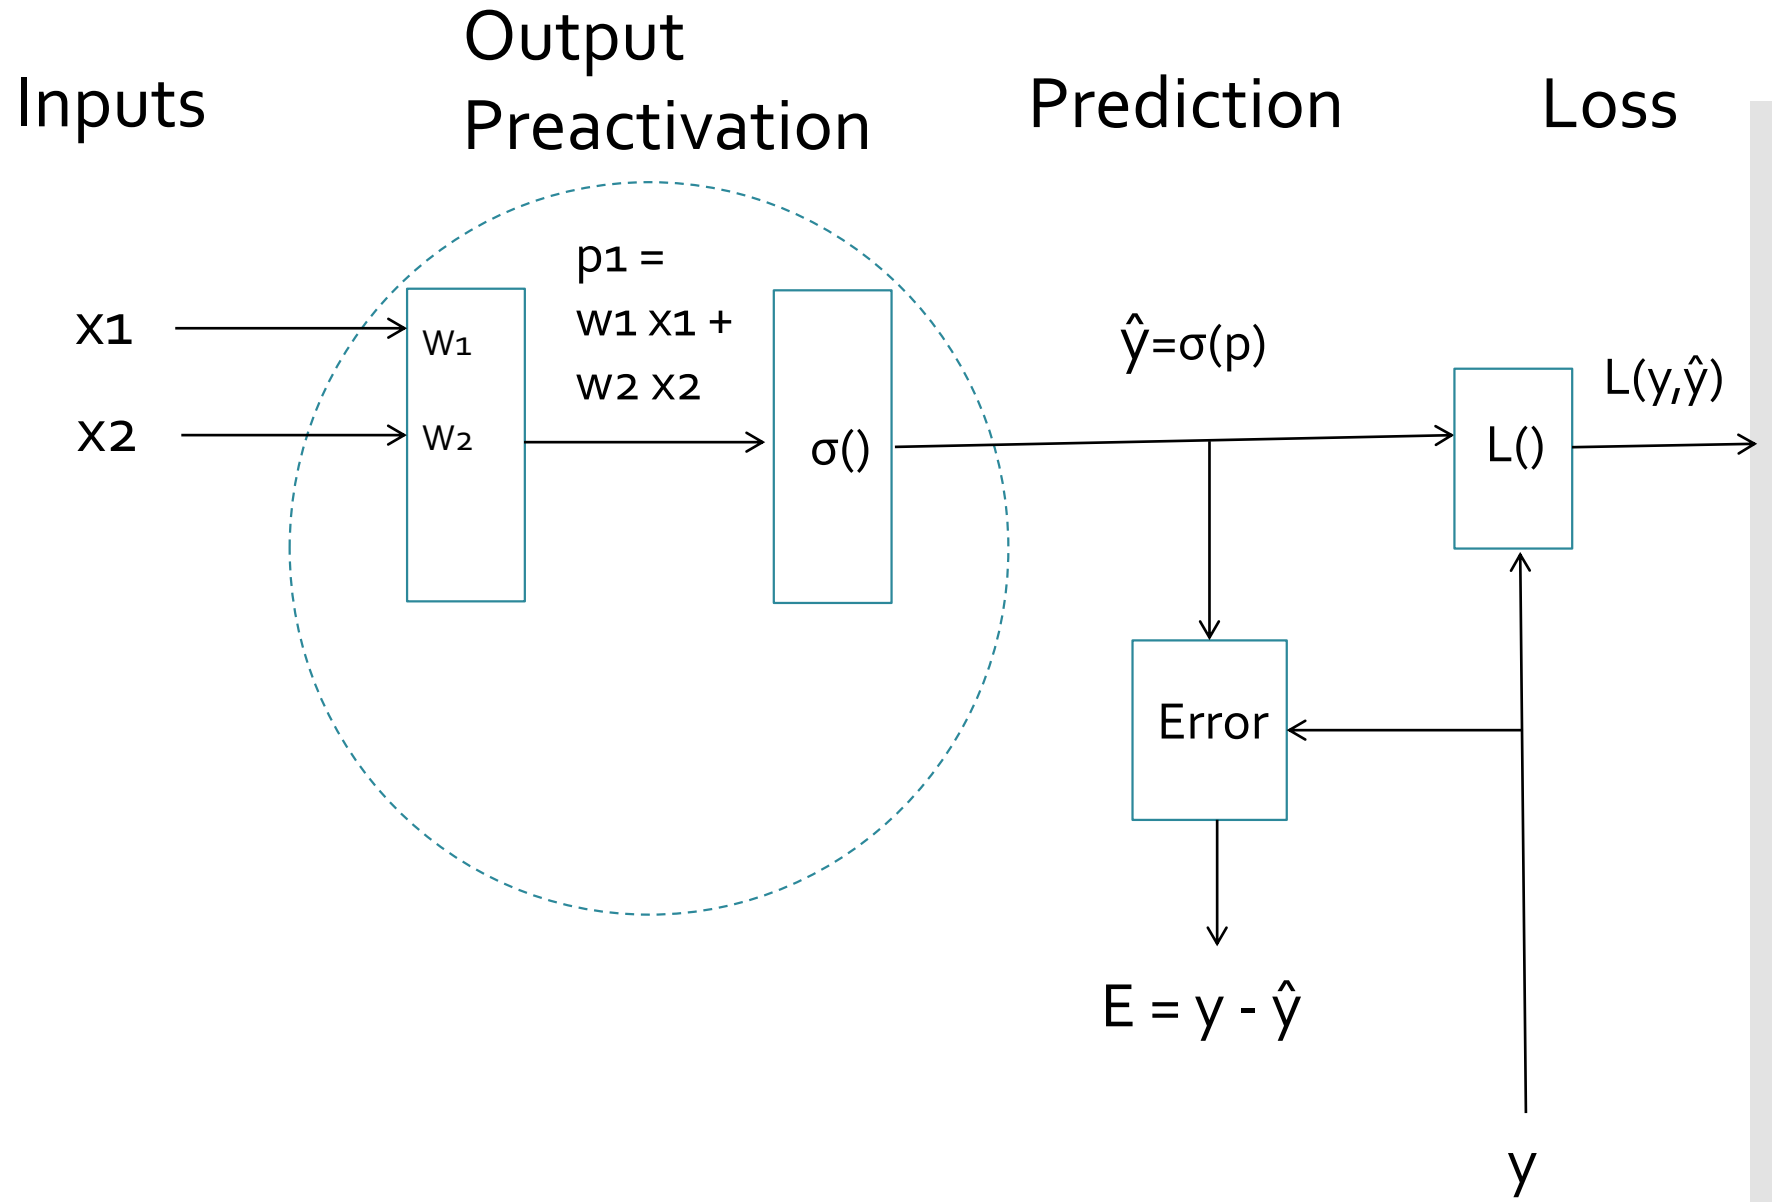 Inputs
Output
Preactivation
Prediction
Loss
x1
x2
w1
w2
p1 =
w1 x1 +
w2 x2
σ()
ŷ=σ(p)
L()
L(y,ŷ)
Error
E = y - ŷ
y